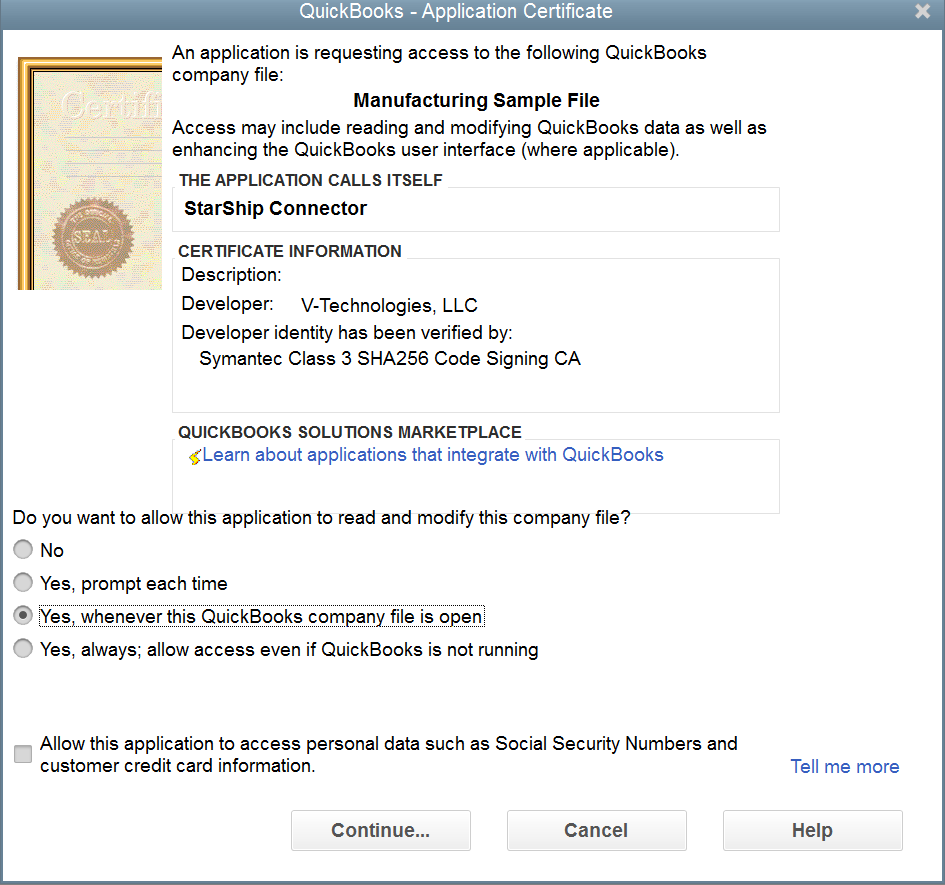 QuickBooks - Application Certificate
An application is requesting access to the following QuickBooks
company file:
Manufacturing Sample File
Access may include reading and modifying QuickBooks data as well as
enhancing the QuickBooks user interface (where applicable).
Certifi
SEAL
THE APPLICATION CALLS ITSELF
StarShip Connector
CERTIFICATE INFORMATION
Description:
Developer: V-Technologies, LLC
Developer identity has been verified by:
Symantec Class 3 SHA256 Code Signing CA
QUICKBOOKS SOLUTIONS MARKETPLACE
Learn about applications that integrate with QuickBooks
Do you want to allow this application to read and modify this company file?
No
Yes, prompt each time
Yes, whenever this QuickBooks company file is open
Yes, always; allow access even if QuickBooks is not running
Allow this application to access personal data such as Social Security Numbers and
customer credit card information.
Tell me more
Continue...
Cancel
Help